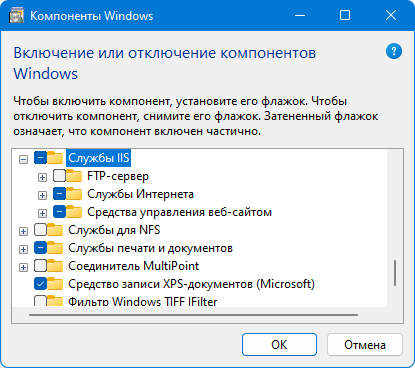 Компоненты Windows
Включение или отключение компонентов
Windows
?
Чтобы включить компонент, установите его флажок. Чтобы
отключить компонент, снимите его флажок. Затененный флажок
означает, что компонент включен частично.
Службы IIS
FTP-сервер
Службы Интернета
Средства управления веб-сайтом
Службы для NFS
Службы печати и документов
Соединитель MultiPoint
Средство записи XPS-документов (Microsoft)
Фильтр Windows TIFF IFilter
ОК
Отмена